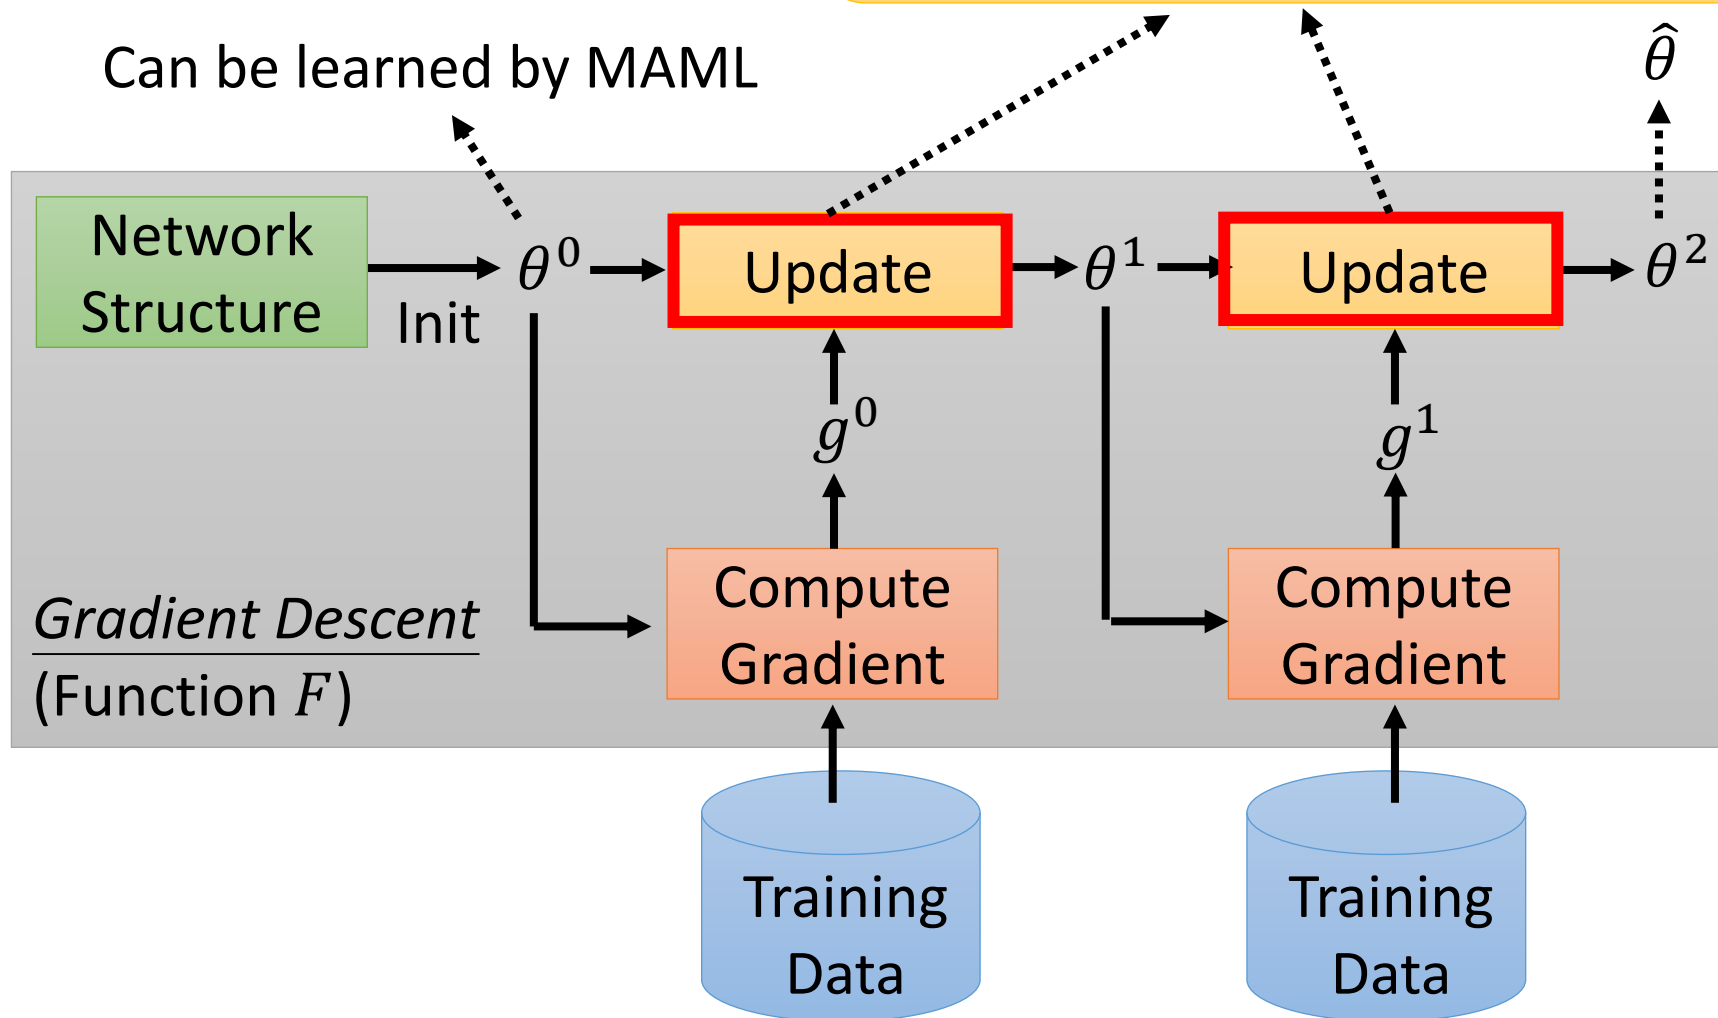 Can be learned by MAML
θ̂
Network
Structure
Init
θ⁰
Update
θ¹
Update
θ²
g⁰
g¹
Compute
Gradient
Compute
Gradient
Gradient Descent
(Function F)
Training
Data
Training
Data